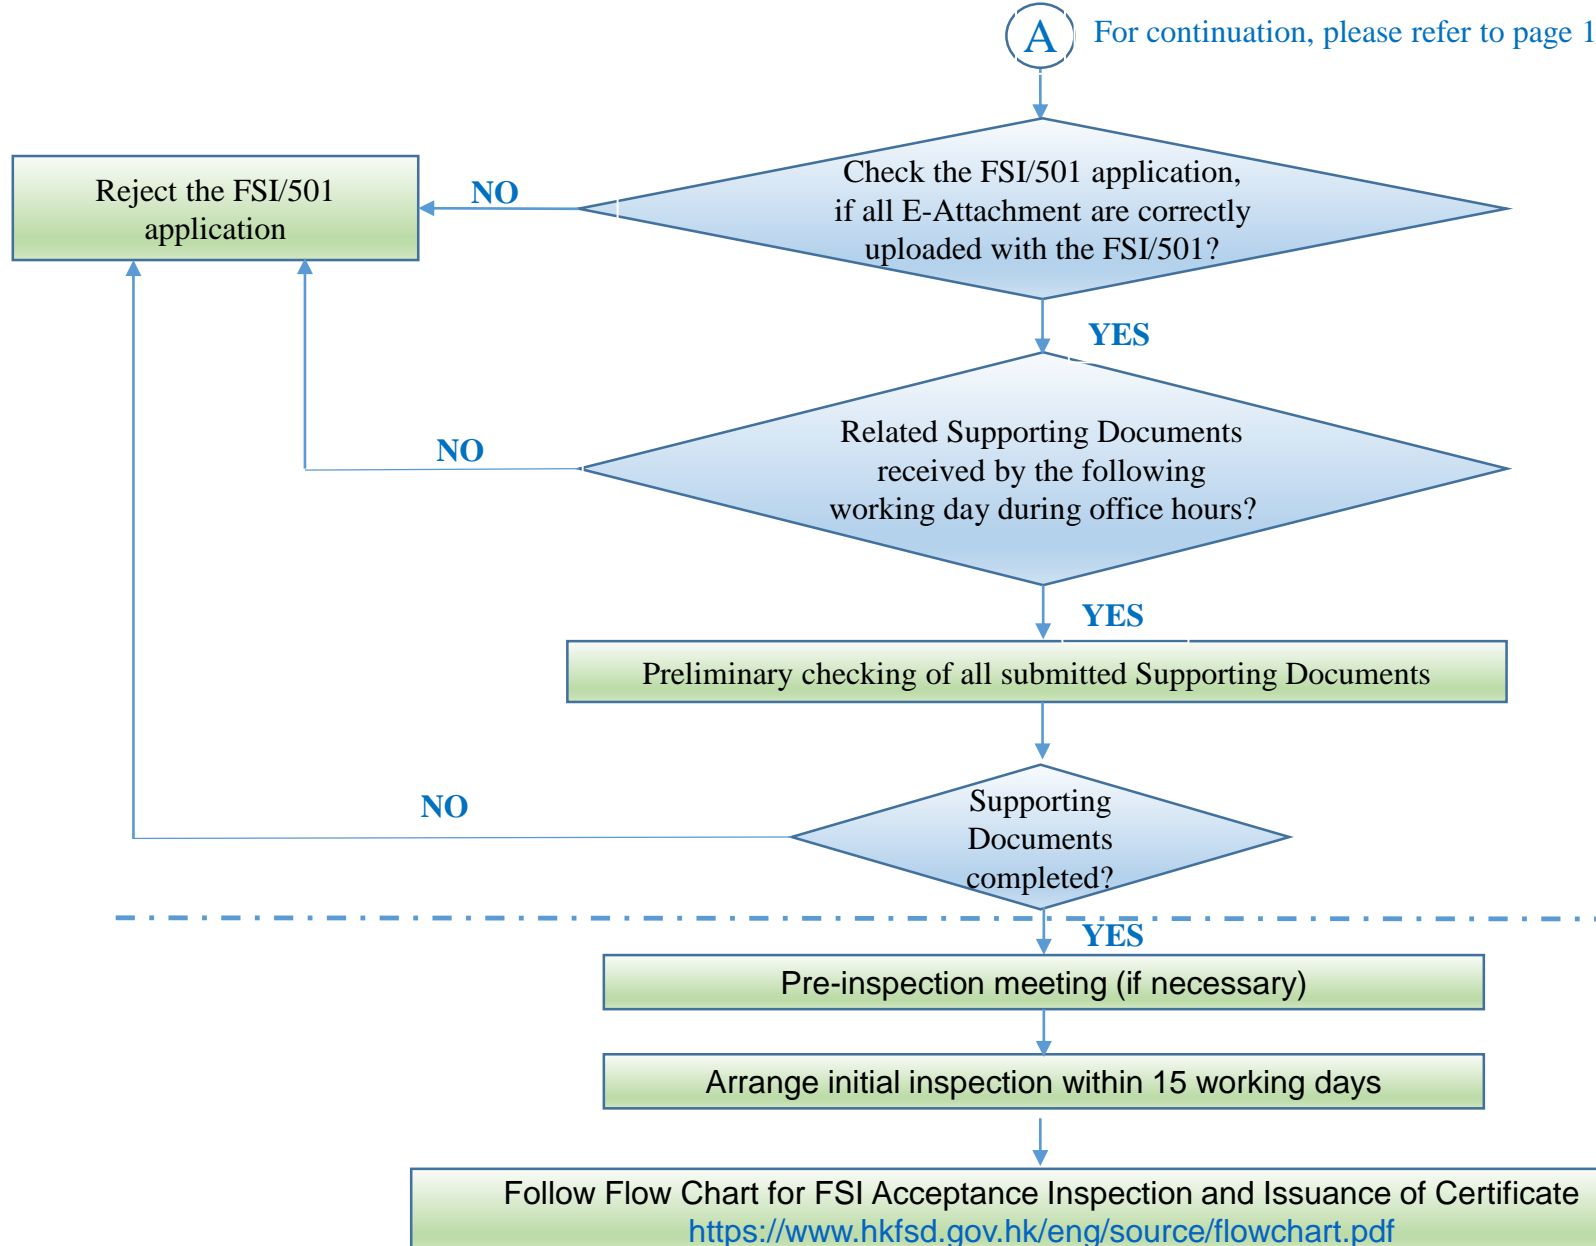 A
For continuation, please refer to page 1
Check the FSI/501 application,
if all E-Attachment are correctly
uploaded with the FSI/501?
NO
Reject the FSI/501
application
YES
Related Supporting Documents
received by the following
working day during office hours?
NO
YES
Preliminary checking of all submitted Supporting Documents
Supporting
Documents
completed?
NO
YES
Pre-inspection meeting (if necessary)
Arrange initial inspection within 15 working days
Follow Flow Chart for FSI Acceptance Inspection and Issuance of Certificate
https://www.hkfsd.gov.hk/eng/source/flowchart.pdf